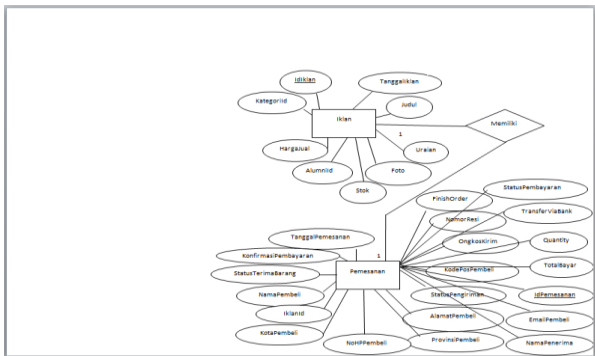 IdIklan
TanggalIklan
KategoriId
Judul
Iklan
Memiliki
1
HargaJual
Uraian
AlumniId
Foto
Stok
StatusPembayaran
FinishOrder
TransferViaBank
NomorResi
TanggalPemesanan
OngkosKirim
Quantity
KonfirmasiPembayaran
1
TotalBayar
StatusTerimaBarang
Pemesanan
KodePosPembeli
NamaPembeli
StatusPengiriman
IdPemesanan
IklanId
AlamatPembeli
EmailPembeli
KotaPembeli
NoHPPembeli
ProvinsiPembeli
NamaPenerima